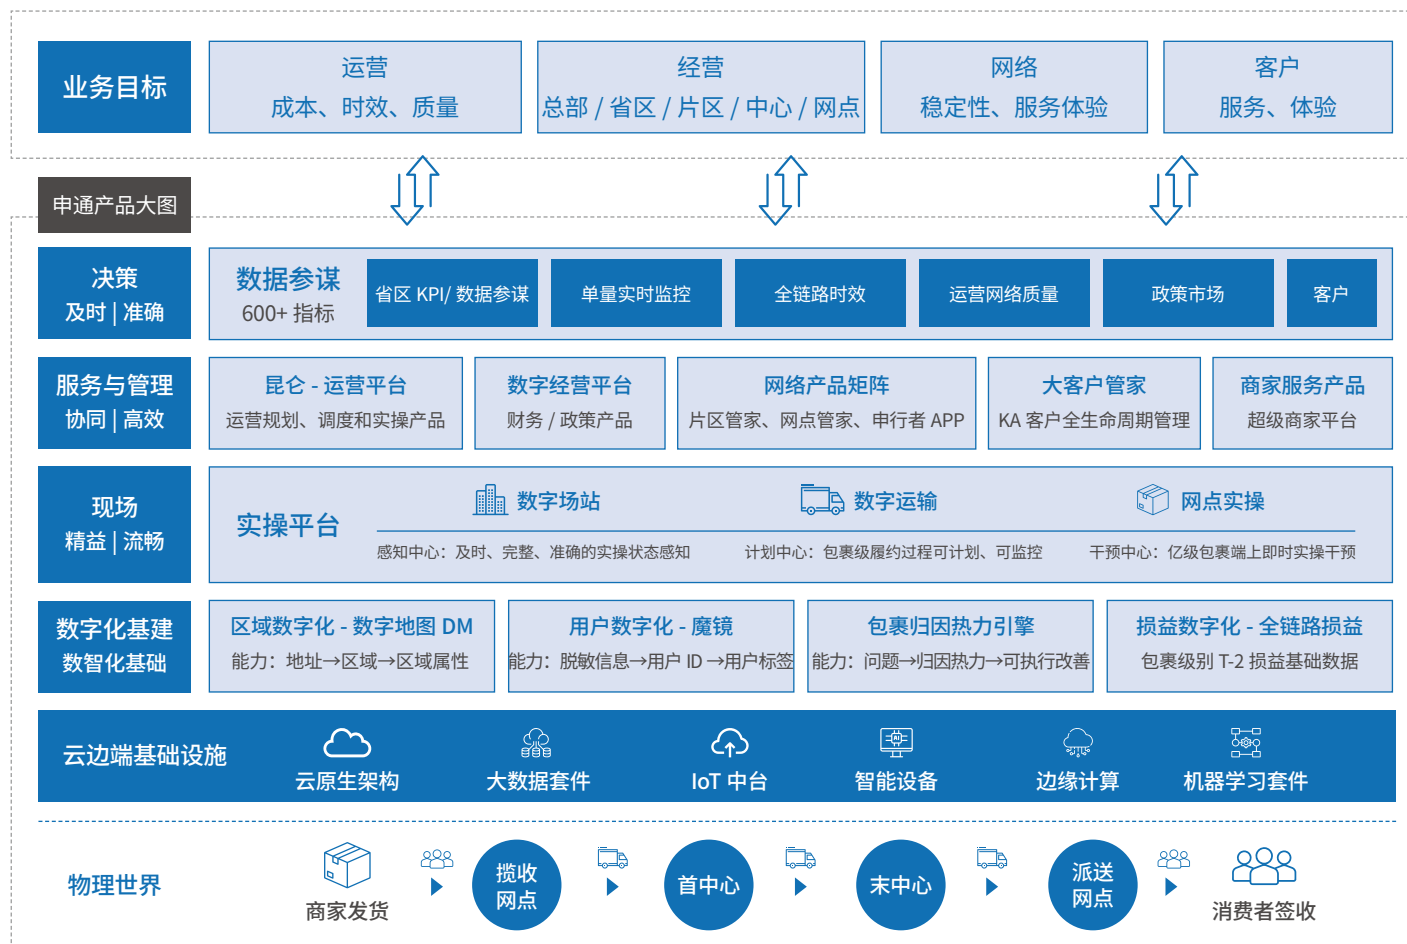 业务目标
运营
成本、时效、质量
经营
总部 / 省区 / 片区 / 中心 / 网点
网络
稳定性、服务体验
客户
服务、体验
申通产品大图
决策
及时 | 准确
数据参谋
600+ 指标
省区 KPI/ 数据参谋
单量实时监控
全链路时效
运营网络质量
政策市场
客户
服务与管理
协同 | 高效
昆仑 - 运营平台
运营规划、调度和实操产品
数字经营平台
财务 / 政策产品
网络产品矩阵
片区管家、网点管家、申行者 APP
大客户管家
KA 客户全生命周期管理
商家服务产品
超级商家平台
现场
精益 | 流畅
实操平台
数字场站
数字运输
网点实操
感知中心：及时、完整、准确的实操状态感知
计划中心：包裹级履约过程可计划、可监控
干预中心：亿级包裹端上即时实操干预
数字化基建
数智化基础
区域数字化 - 数字地图 DM
能力：地址→区域→区域属性
用户数字化 - 魔镜
能力：脱敏信息→用户 ID →用户标签
包裹归因热力引擎
能力：问题→归因热力→可执行改善
损益数字化 - 全链路损益
包裹级别 T-2 损益基础数据
云边端基础设施
云原生架构
大数据套件
IoT 中台
AI
智能设备
边缘计算
机器学习套件
物理世界
商家发货
揽收
网点
首中心
末中心
派送
网点
消费者签收